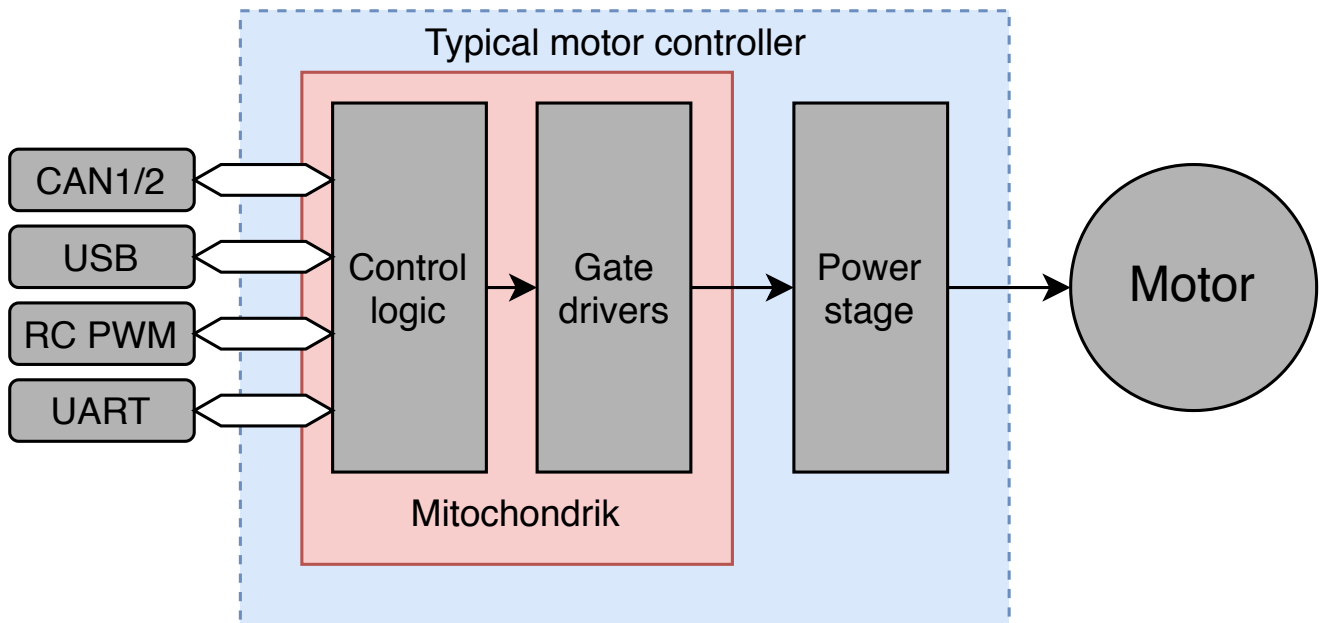 Typical motor controller
CAN1/2
USB
RC PWM
UART
Control
logic
Gate
drivers
Power
stage
Motor
Mitochondrik